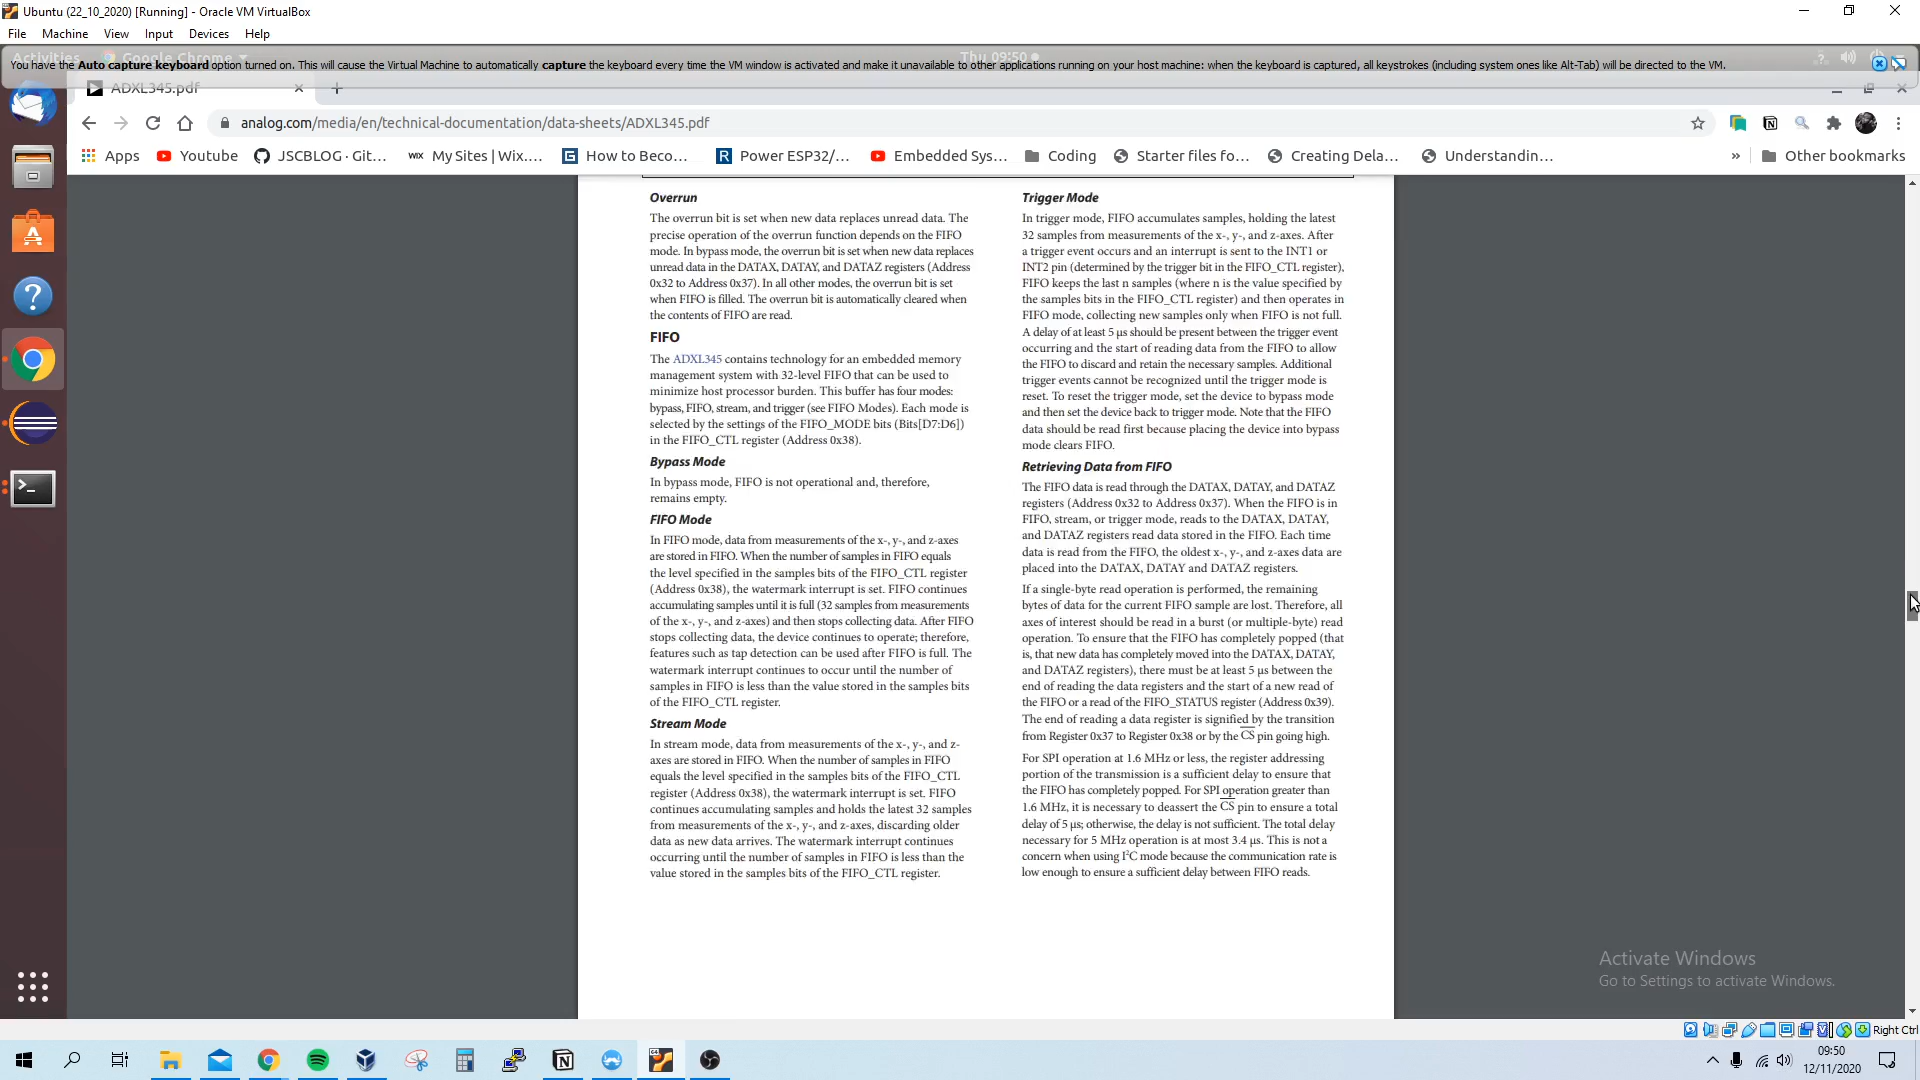 Ubuntu (22_10_2020) [Running] - Oracle VM VirtualBox
File Machine View Input Devices Help
Activities Google Chrome Thu 09:50
You have the Auto capture keyboard option turned on. This will cause the Virtual Machine to automatically capture the keyboard every time the VM window is activated and make it unavailable to other applications running on your host machine: when the keyboard is captured, all keystrokes (including system ones like Alt-Tab) will be directed to the VM.
ADXL345.pdf
analog.com/media/en/technical-documentation/data-sheets/ADXL345.pdf
Apps YouTube JSCBLOG · Git... My Sites | Wix.... How to Beco... Power ESP32/... Embedded Sys... Coding Starter files fo... Creating Dela... Understandin... » Other bookmarks
Overrun
The overrun bit is set when new data replaces unread data. The
precise operation of the overrun function depends on the FIFO
mode. In bypass mode, the overrun bit is set when new data replaces
unread data in the DATAX, DATAY, and DATAZ registers (Address
0x32 to Address 0x37). In all other modes, the overrun bit is set
when FIFO is filled. The overrun bit is automatically cleared when
the contents of FIFO are read.
FIFO
The ADXL345 contains technology for an embedded memory
management system with 32-level FIFO that can be used to
minimize host processor burden. This buffer has four modes:
bypass, FIFO, stream, and trigger (see FIFO Modes). Each mode is
selected by the settings of the FIFO_MODE bits (Bits[D7:D6])
in the FIFO_CTL register (Address 0x38).
Bypass Mode
In bypass mode, FIFO is not operational and, therefore,
remains empty.
FIFO Mode
In FIFO mode, data from measurements of the x-, y-, and z-axes
are stored in FIFO. When the number of samples in FIFO equals
the level specified in the samples bits of the FIFO_CTL register
(Address 0x38), the watermark interrupt is set. FIFO continues
accumulating samples until it is full (32 samples from measurements
of the x-, y-, and z-axes) and then stops collecting data. After FIFO
stops collecting data, the device continues to operate; therefore,
features such as tap detection can be used after FIFO is full. The
watermark interrupt continues to occur until the number of
samples in FIFO is less than the value stored in the samples bits
of the FIFO_CTL register.
Stream Mode
In stream mode, data from measurements of the x-, y-, and z-
axes are stored in FIFO. When the number of samples in FIFO
equals the level specified in the samples bits of the FIFO_CTL
register (Address 0x38), the watermark interrupt is set. FIFO
continues accumulating samples and holds the latest 32 samples
from measurements of the x-, y-, and z-axes, discarding older
data as new data arrives. The watermark interrupt continues
occurring until the number of samples in FIFO is less than the
value stored in the samples bits of the FIFO_CTL register.
Trigger Mode
In trigger mode, FIFO accumulates samples, holding the latest
32 samples from measurements of the x-, y-, and z-axes. After
a trigger event occurs and an interrupt is sent to the INT1 or
INT2 pin (determined by the trigger bit in the FIFO_CTL register),
FIFO keeps the last n samples (where n is the value specified by
the samples bits in the FIFO_CTL register) and then operates in
FIFO mode, collecting new samples only when FIFO is not full.
A delay of at least 5 μs should be present between the trigger event
occurring and the start of reading data from the FIFO to allow
the FIFO to discard and retain the necessary samples. Additional
trigger events cannot be recognized until the trigger mode is
reset. To reset the trigger mode, set the device to bypass mode
and then set the device back to trigger mode. Note that the FIFO
data should be read first because placing the device into bypass
mode clears FIFO.
Retrieving Data from FIFO
The FIFO data is read through the DATAX, DATAY, and DATAZ
registers (Address 0x32 to Address 0x37). When the FIFO is in
FIFO, stream, or trigger mode, reads to the DATAX, DATAY,
and DATAZ registers read data stored in the FIFO. Each time
data is read from the FIFO, the oldest x-, y-, and z-axes data are
placed into the DATAX, DATAY and DATAZ registers.
If a single-byte read operation is performed, the remaining
bytes of data for the current FIFO sample are lost. Therefore, all
axes of interest should be read in a burst (or multiple-byte) read
operation. To ensure that the FIFO has completely popped (that
is, that new data has completely moved into the DATAX, DATAY,
and DATAZ registers), there must be at least 5 μs between the
end of reading the data registers and the start of a new read of
the FIFO or a read of the FIFO_STATUS register (Address 0x39).
The end of reading a data register is signified by the transition
from Register 0x37 to Register 0x38 or by the CS pin going high.
For SPI operation at 1.6 MHz or less, the register addressing
portion of the transmission is a sufficient delay to ensure that
the FIFO has completely popped. For SPI operation greater than
1.6 MHz, it is necessary to deassert the CS pin to ensure a total
delay of 5 μs; otherwise, the delay is not sufficient. The total delay
necessary for 5 MHz operation is at most 3.4 μs. This is not a
concern when using I²C mode because the communication rate is
low enough to ensure a sufficient delay between FIFO reads.
Activate Windows
Go to Settings to activate Windows.
Right Ctrl
09:50
12/11/2020